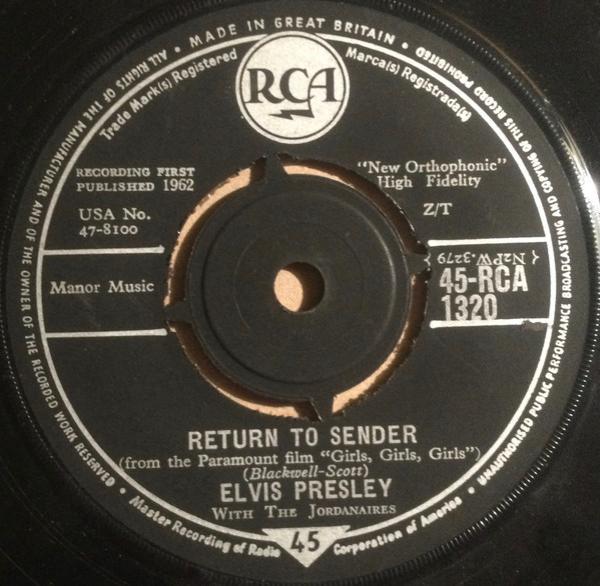 ALL RIGHTS OF THE MANUFACTURER AND OF THE OWNER OF THE RECORDED WORK RESERVED • MADE IN GREAT BRITAIN • UNAUTHORISED PUBLIC PERFORMANCE BROADCASTING AND COPYING OF THIS RECORD PROHIBITED
RCA
Trade Mark(s) Registered
Marca(s) Registrada(s)
RECORDING FIRST
PUBLISHED 1962
"New Orthophonic"
High Fidelity
USA No.
47-8100
Z/T
{ N2PW.3279 }
Manor Music
45-RCA
1320
RETURN TO SENDER
(from the Paramount film "Girls, Girls, Girls")
(Blackwell-Scott)
ELVIS PRESLEY
WITH THE JORDANAIRES
Master Recording of Radio Corporation of America
45